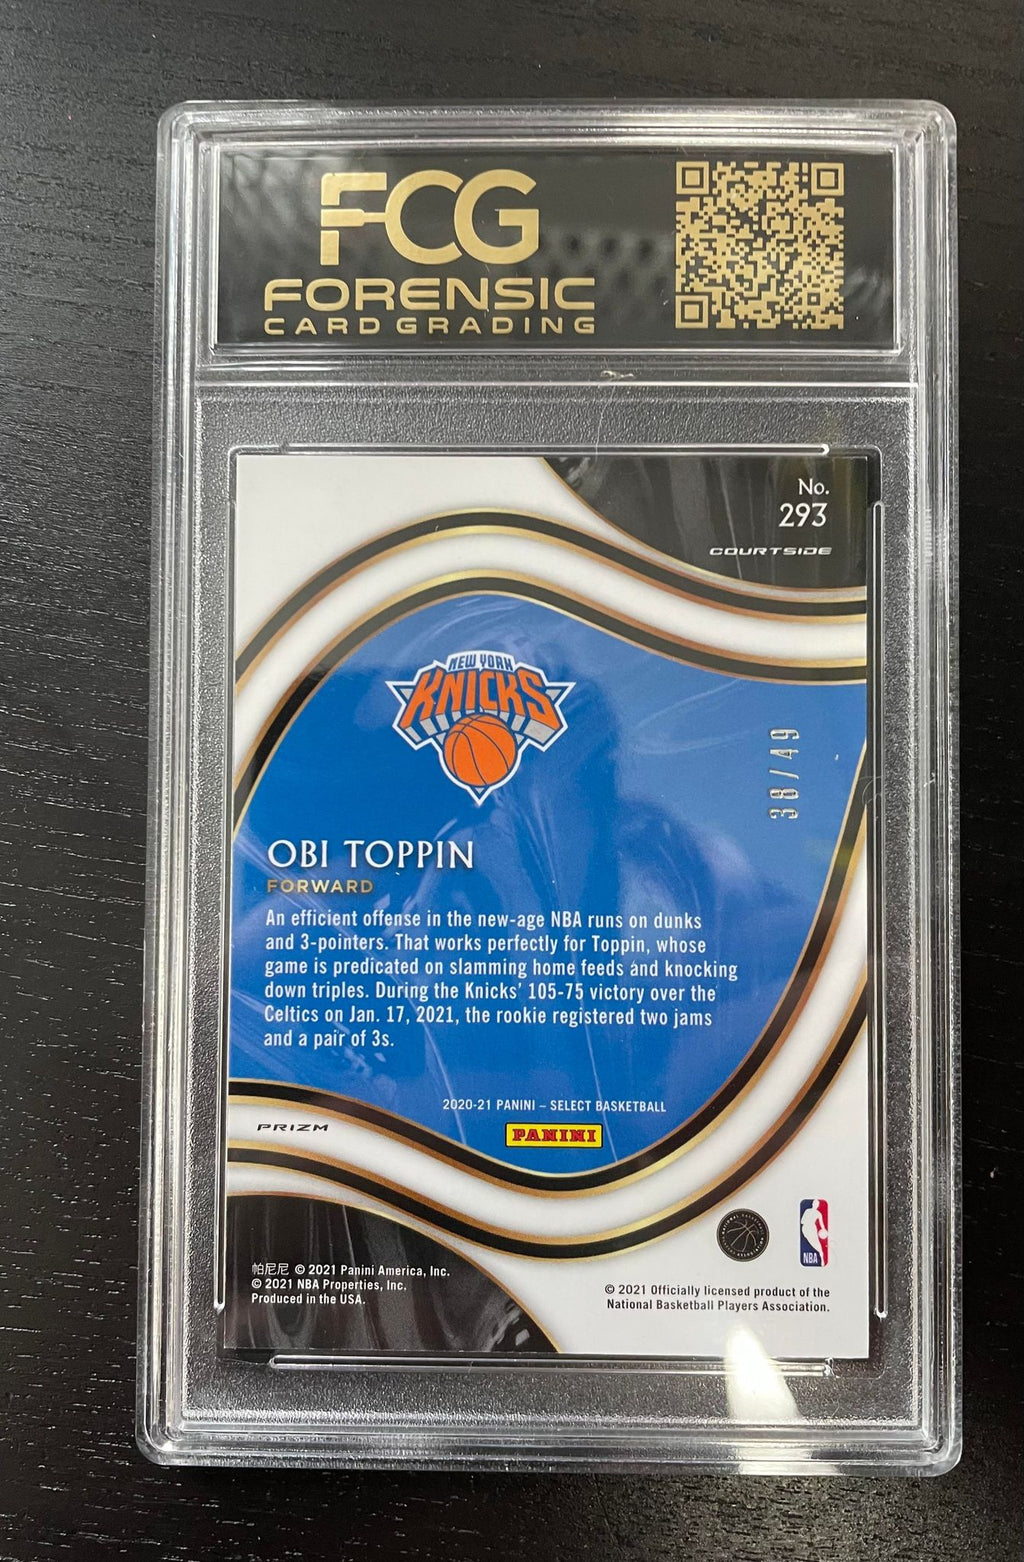 FCG
FORENSIC
CARD GRADING
No.
293
COURTSIDE
NEW YORK
KNICKS
38/49
OBI TOPPIN
FORWARD
An efficient offense in the new-age NBA runs on dunks
and 3-pointers. That works perfectly for Toppin, whose
game is predicated on slamming home feeds and knocking
down triples. During the Knicks' 105-75 victory over the
Celtics on Jan. 17, 2021, the rookie registered two jams
and a pair of 3s.
2020-21 PANINI – SELECT BASKETBALL
PANINI
PRIZM
NBA
帕尼尼 © 2021 Panini America, Inc.
© 2021 NBA Properties, Inc.
Produced in the USA.
© 2021 Officially licensed product of the
National Basketball Players Association.